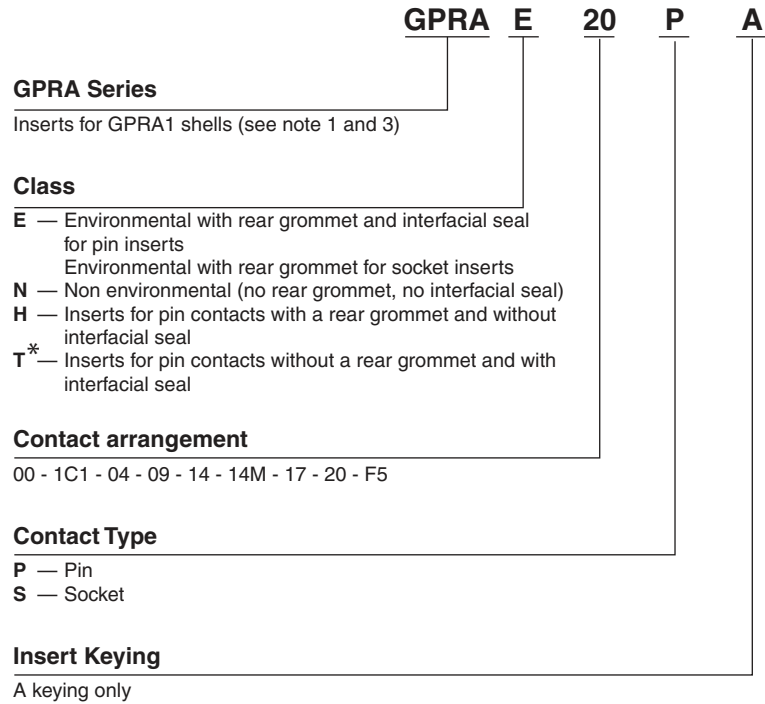 GPRA E 20 P A
GPRA Series
Inserts for GPRA1 shells (see note 1 and 3)
Class
E — Environmental with rear grommet and interfacial seal
for pin inserts
Environmental with rear grommet for socket inserts
N — Non environmental (no rear grommet, no interfacial seal)
H — Inserts for pin contacts with a rear grommet and without
interfacial seal
T* — Inserts for pin contacts without a rear grommet and with
interfacial seal
Contact arrangement
00 - 1C1 - 04 - 09 - 14 - 14M - 17 - 20 - F5
Contact Type
P — Pin
S — Socket
Insert Keying
A keying only